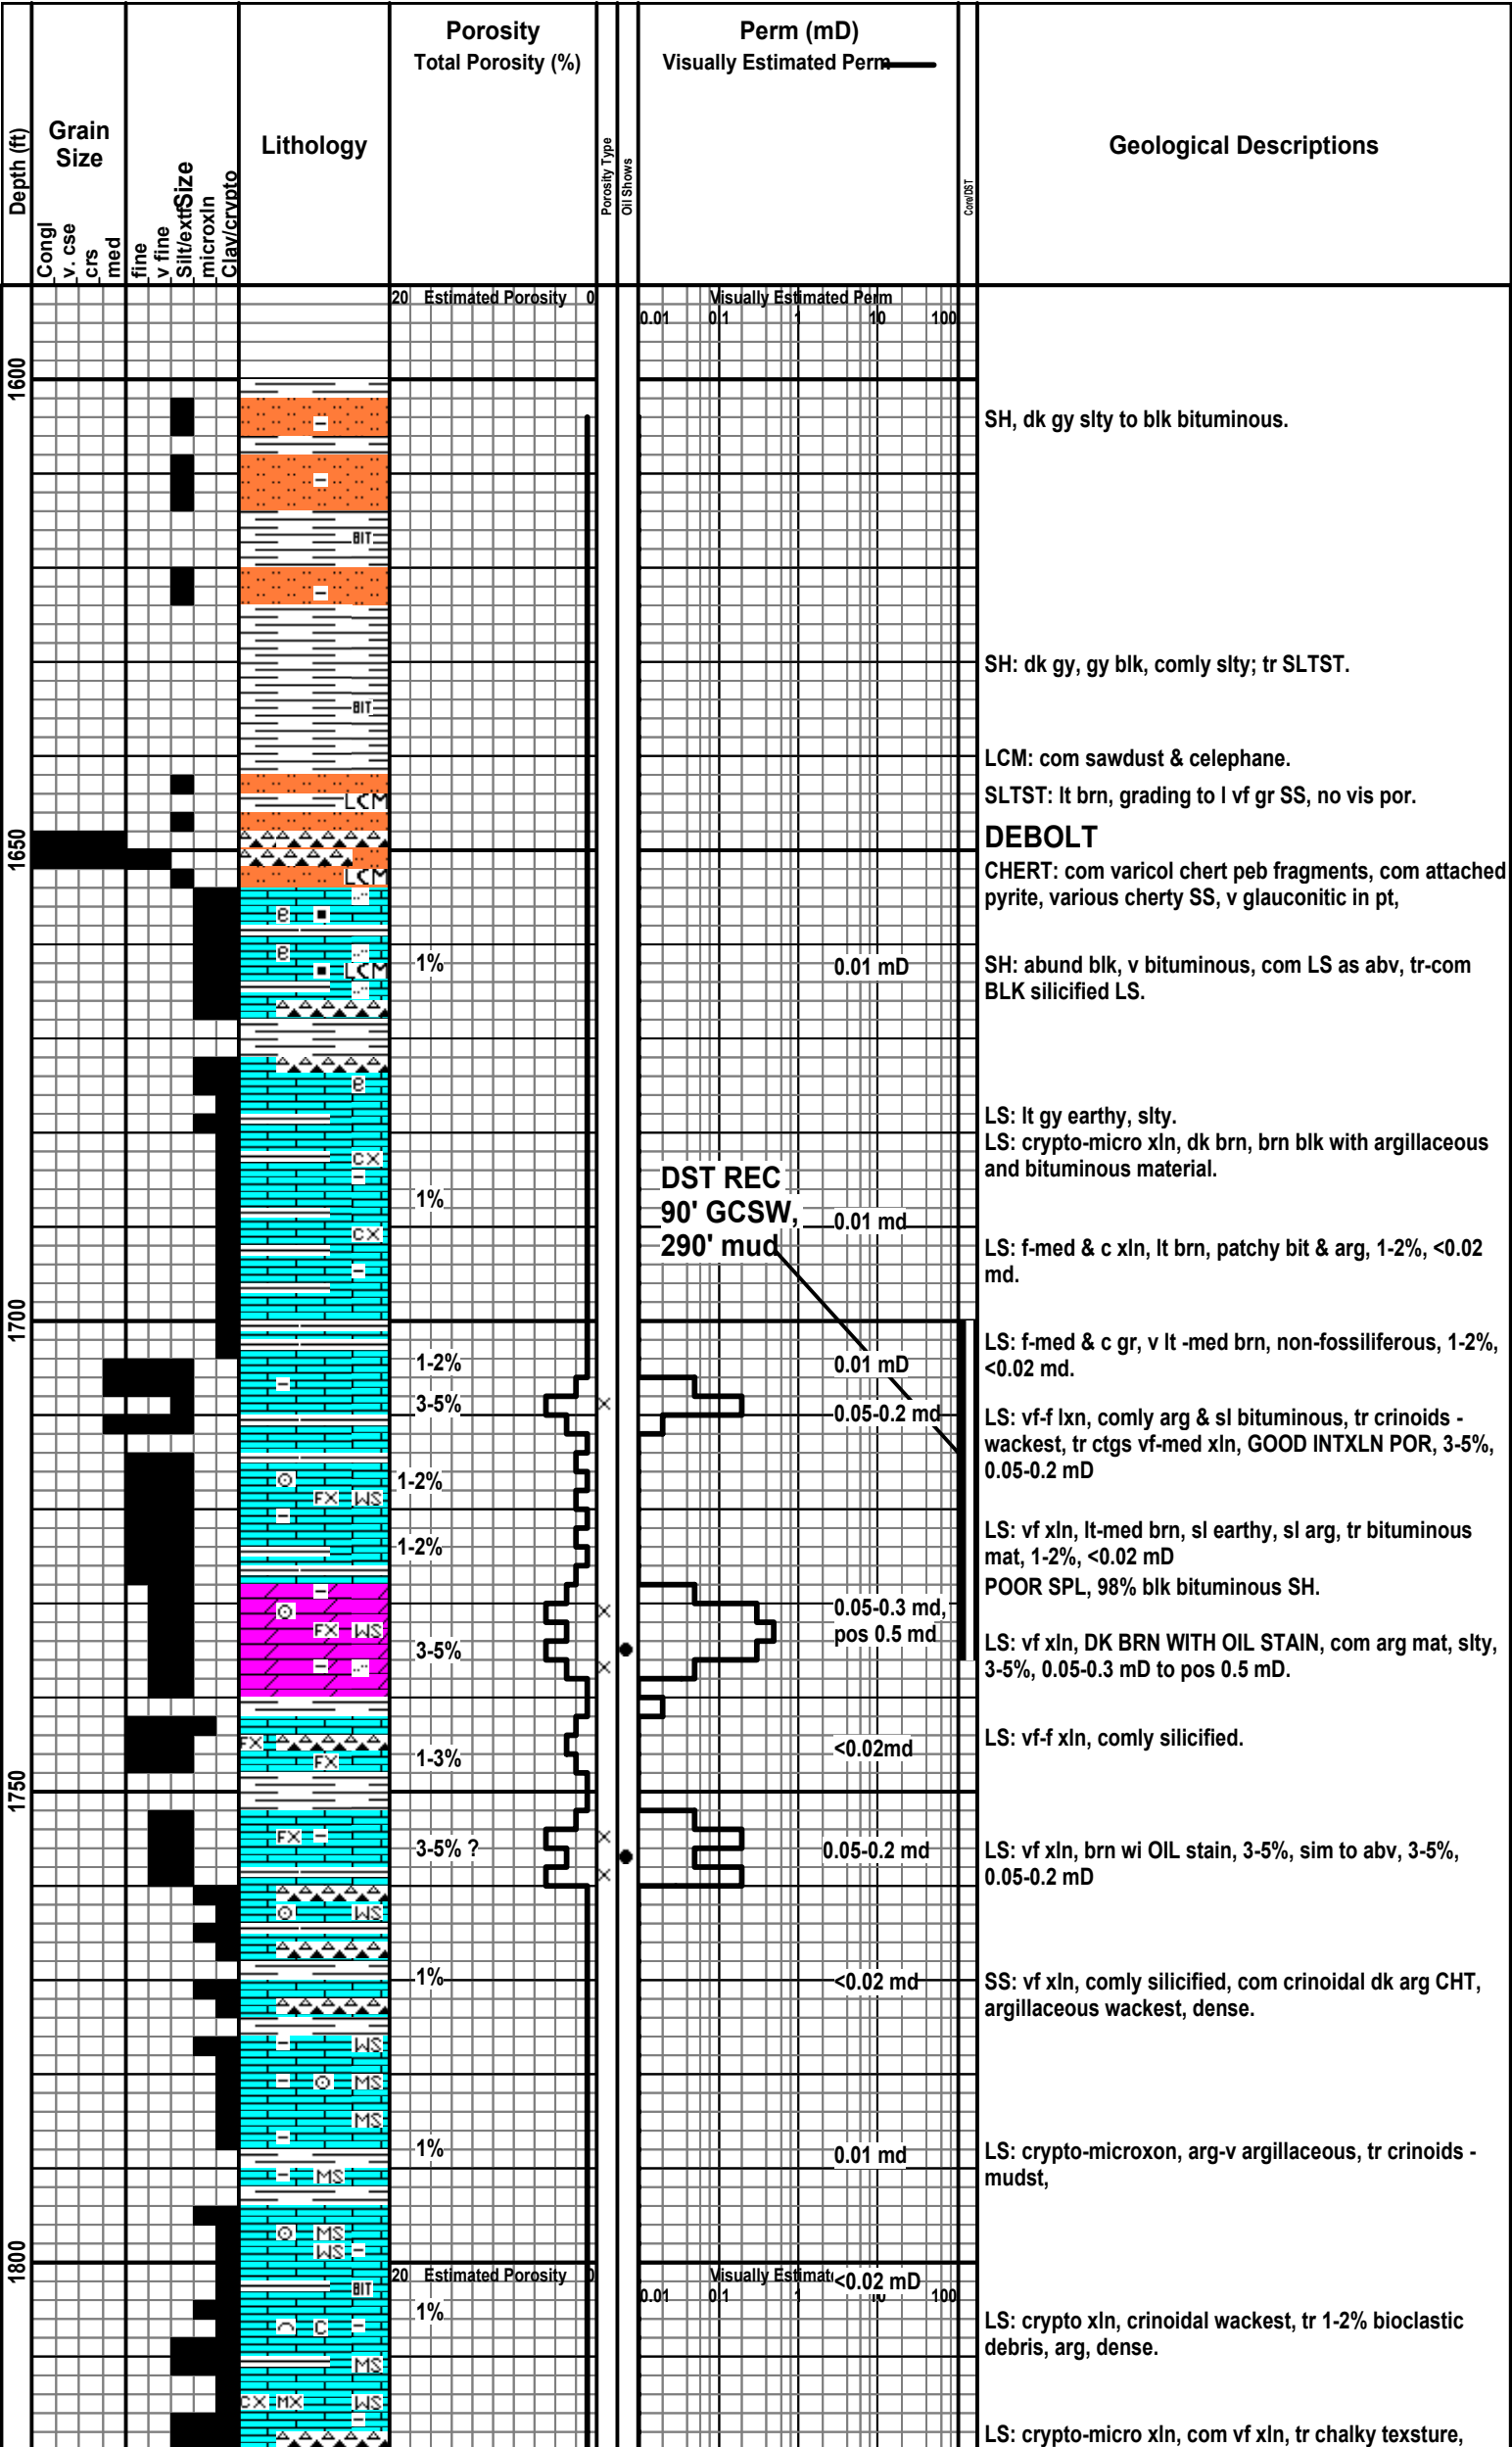 Depth (ft)
Grain
Size
Congl
v. cse
crs
med
fine
v fine
Silt/extf
Size
microxln
Clay/crypto
Lithology
Porosity
Total Porosity (%)
Porosity Type
Oil Shows
Perm (mD)
Visually Estimated Perm
Core/DST
Geological Descriptions
20 Estimated Porosity 0
Visually Estimated Perm
0.01 0.1 1 10 100
1600
SH, dk gy slty to blk bituminous.
BIT
SH: dk gy, gy blk, comly slty; tr SLTST.
BIT
LCM: com sawdust & celephane.
SLTST: lt brn, grading to l vf gr SS, no vis por.
LCM
DEBOLT
1650
CHERT: com varicol chert peb fragments, com attached
pyrite, various cherty SS, v glauconitic in pt,
LCM
1%
0.01 mD
SH: abund blk, v bituminous, com LS as abv, tr-com
BLK silicified LS.
LCM
LS: lt gy earthy, slty.
LS: crypto-micro xln, dk brn, brn blk with argillaceous
and bituminous material.
CX
DST REC
90' GCSW,
290' mud
1%
0.01 md
CX
LS: f-med & c xln, lt brn, patchy bit & arg, 1-2%, <0.02
md.
1700
LS: f-med & c gr, v lt -med brn, non-fossiliferous, 1-2%,
<0.02 md.
1-2%
0.01 mD
3-5%
0.05-0.2 md
LS: vf-f lxn, comly arg & sl bituminous, tr crinoids -
wackest, tr ctgs vf-med xln, GOOD INTXLN POR, 3-5%,
0.05-0.2 mD
1-2%
FX WS
1-2%
LS: vf xln, lt-med brn, sl earthy, sl arg, tr bituminous
mat, 1-2%, <0.02 mD
POOR SPL, 98% blk bituminous SH.
0.05-0.3 md,
pos 0.5 md
FX WS
3-5%
LS: vf xln, DK BRN WITH OIL STAIN, com arg mat, slty,
3-5%, 0.05-0.3 mD to pos 0.5 mD.
FX
FX
1-3%
<0.02md
LS: vf-f xln, comly silicified.
1750
FX
3-5% ?
0.05-0.2 md
LS: vf xln, brn wi OIL stain, 3-5%, sim to abv, 3-5%,
0.05-0.2 mD
WS
1%
<0.02 md
SS: vf xln, comly silicified, com crinoidal dk arg CHT,
argillaceous wackest, dense.
WS
MS
MS
1%
0.01 md
LS: crypto-microxon, arg-v argillaceous, tr crinoids -
mudst,
MS
MS
WS
1800
20 Estimated Porosity 0
Visually Estimat
<0.02 mD
0.01 0.1 1 10 100
BIT
1%
LS: crypto xln, crinoidal wackest, tr 1-2% bioclastic
debris, arg, dense.
C
MS
CX MX WS
LS: crypto-micro xln, com vf xln, tr chalky texsture,